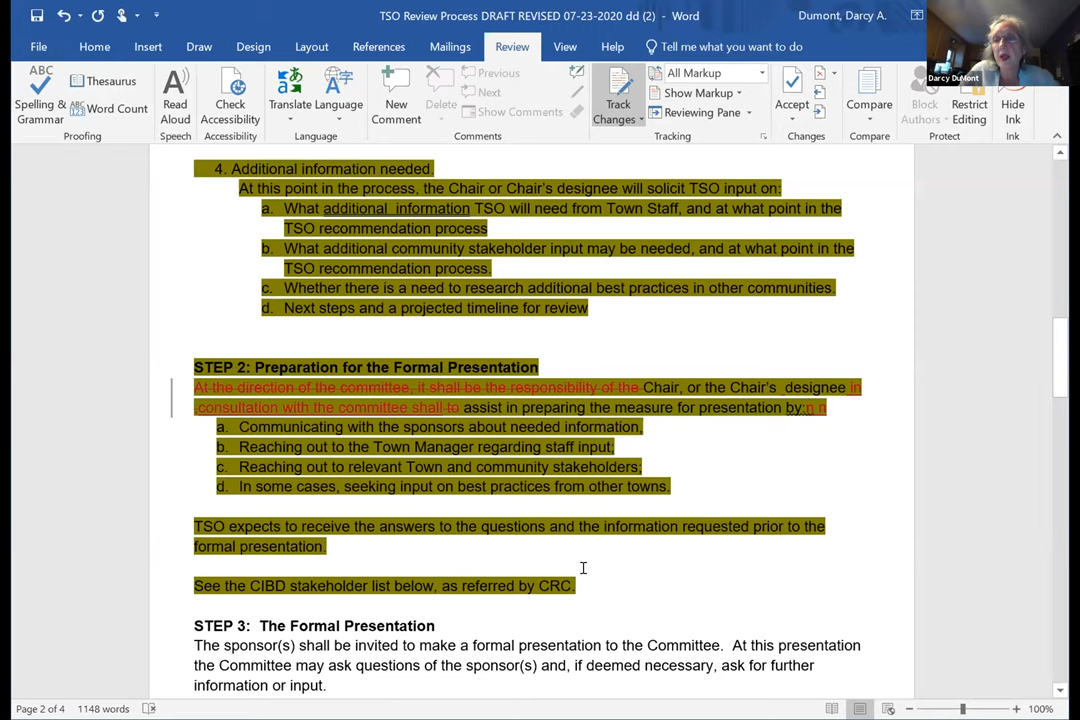 TSO Review Process DRAFT REVISED 07-23-2020 dd (2) - Word
Dumont, Darcy A.
File Home Insert Draw Design Layout References Mailings Review View Help Tell me what you want to do
Darcy DuMont
ABC
Spelling & Grammar
Thesaurus
ABC 123 Word Count
Proofing
Read Aloud
Speech
Check Accessibility
Accessibility
Translate
Language
Language
New Comment
Delete
Previous
Next
Show Comments
Comments
Track Changes
All Markup
Show Markup
Reviewing Pane
Tracking
Accept
Changes
Compare
Compare
Block Authors
Restrict Editing
Protect
Hide Ink
Ink
4. Additional information needed.
At this point in the process, the Chair or Chair's designee will solicit TSO input on:
a. What additional information TSO will need from Town Staff, and at what point in the
TSO recommendation process
b. What additional community stakeholder input may be needed, and at what point in the
TSO recommendation process.
c. Whether there is a need to research additional best practices in other communities.
d. Next steps and a projected timeline for review
STEP 2: Preparation for the Formal Presentation
At the direction of the committee, it shall be the responsibility of the Chair, or the Chair's designee in
,consultation with the committee shall to assist in preparing the measure for presentation by:n n
a. Communicating with the sponsors about needed information,
b. Reaching out to the Town Manager regarding staff input;
c. Reaching out to relevant Town and community stakeholders;
d. In some cases, seeking input on best practices from other towns.
TSO expects to receive the answers to the questions and the information requested prior to the
formal presentation.
See the CIBD stakeholder list below, as referred by CRC.
STEP 3: The Formal Presentation
The sponsor(s) shall be invited to make a formal presentation to the Committee. At this presentation
the Committee may ask questions of the sponsor(s) and, if deemed necessary, ask for further
information or input.
Page 2 of 4 1148 words
100%